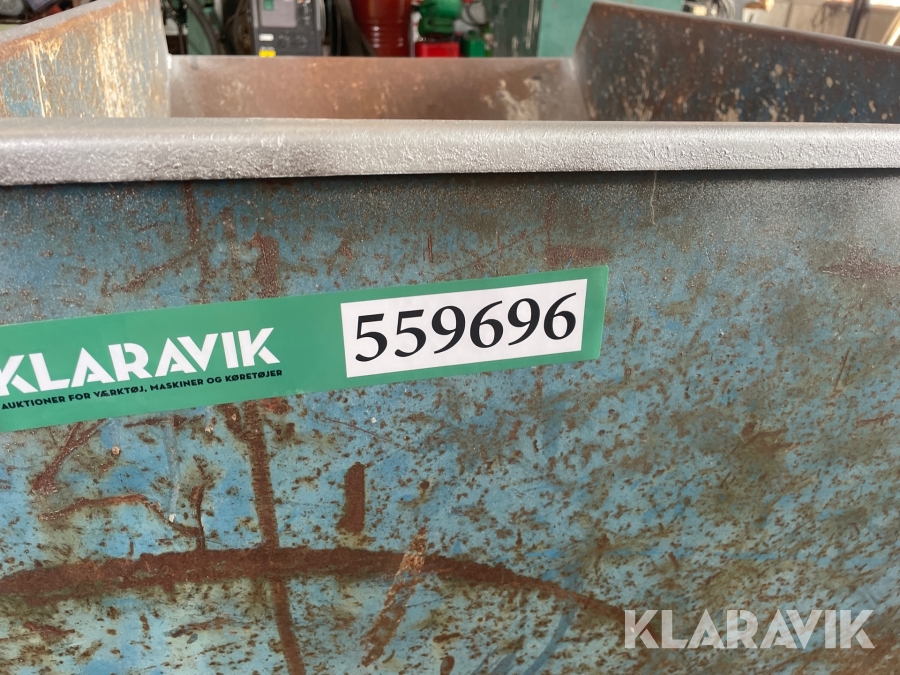 KLARAVIK
AUKTIONER FOR VÆRKTØJ, MASKINER OG KØRETØJER
559696
KLARAVIK